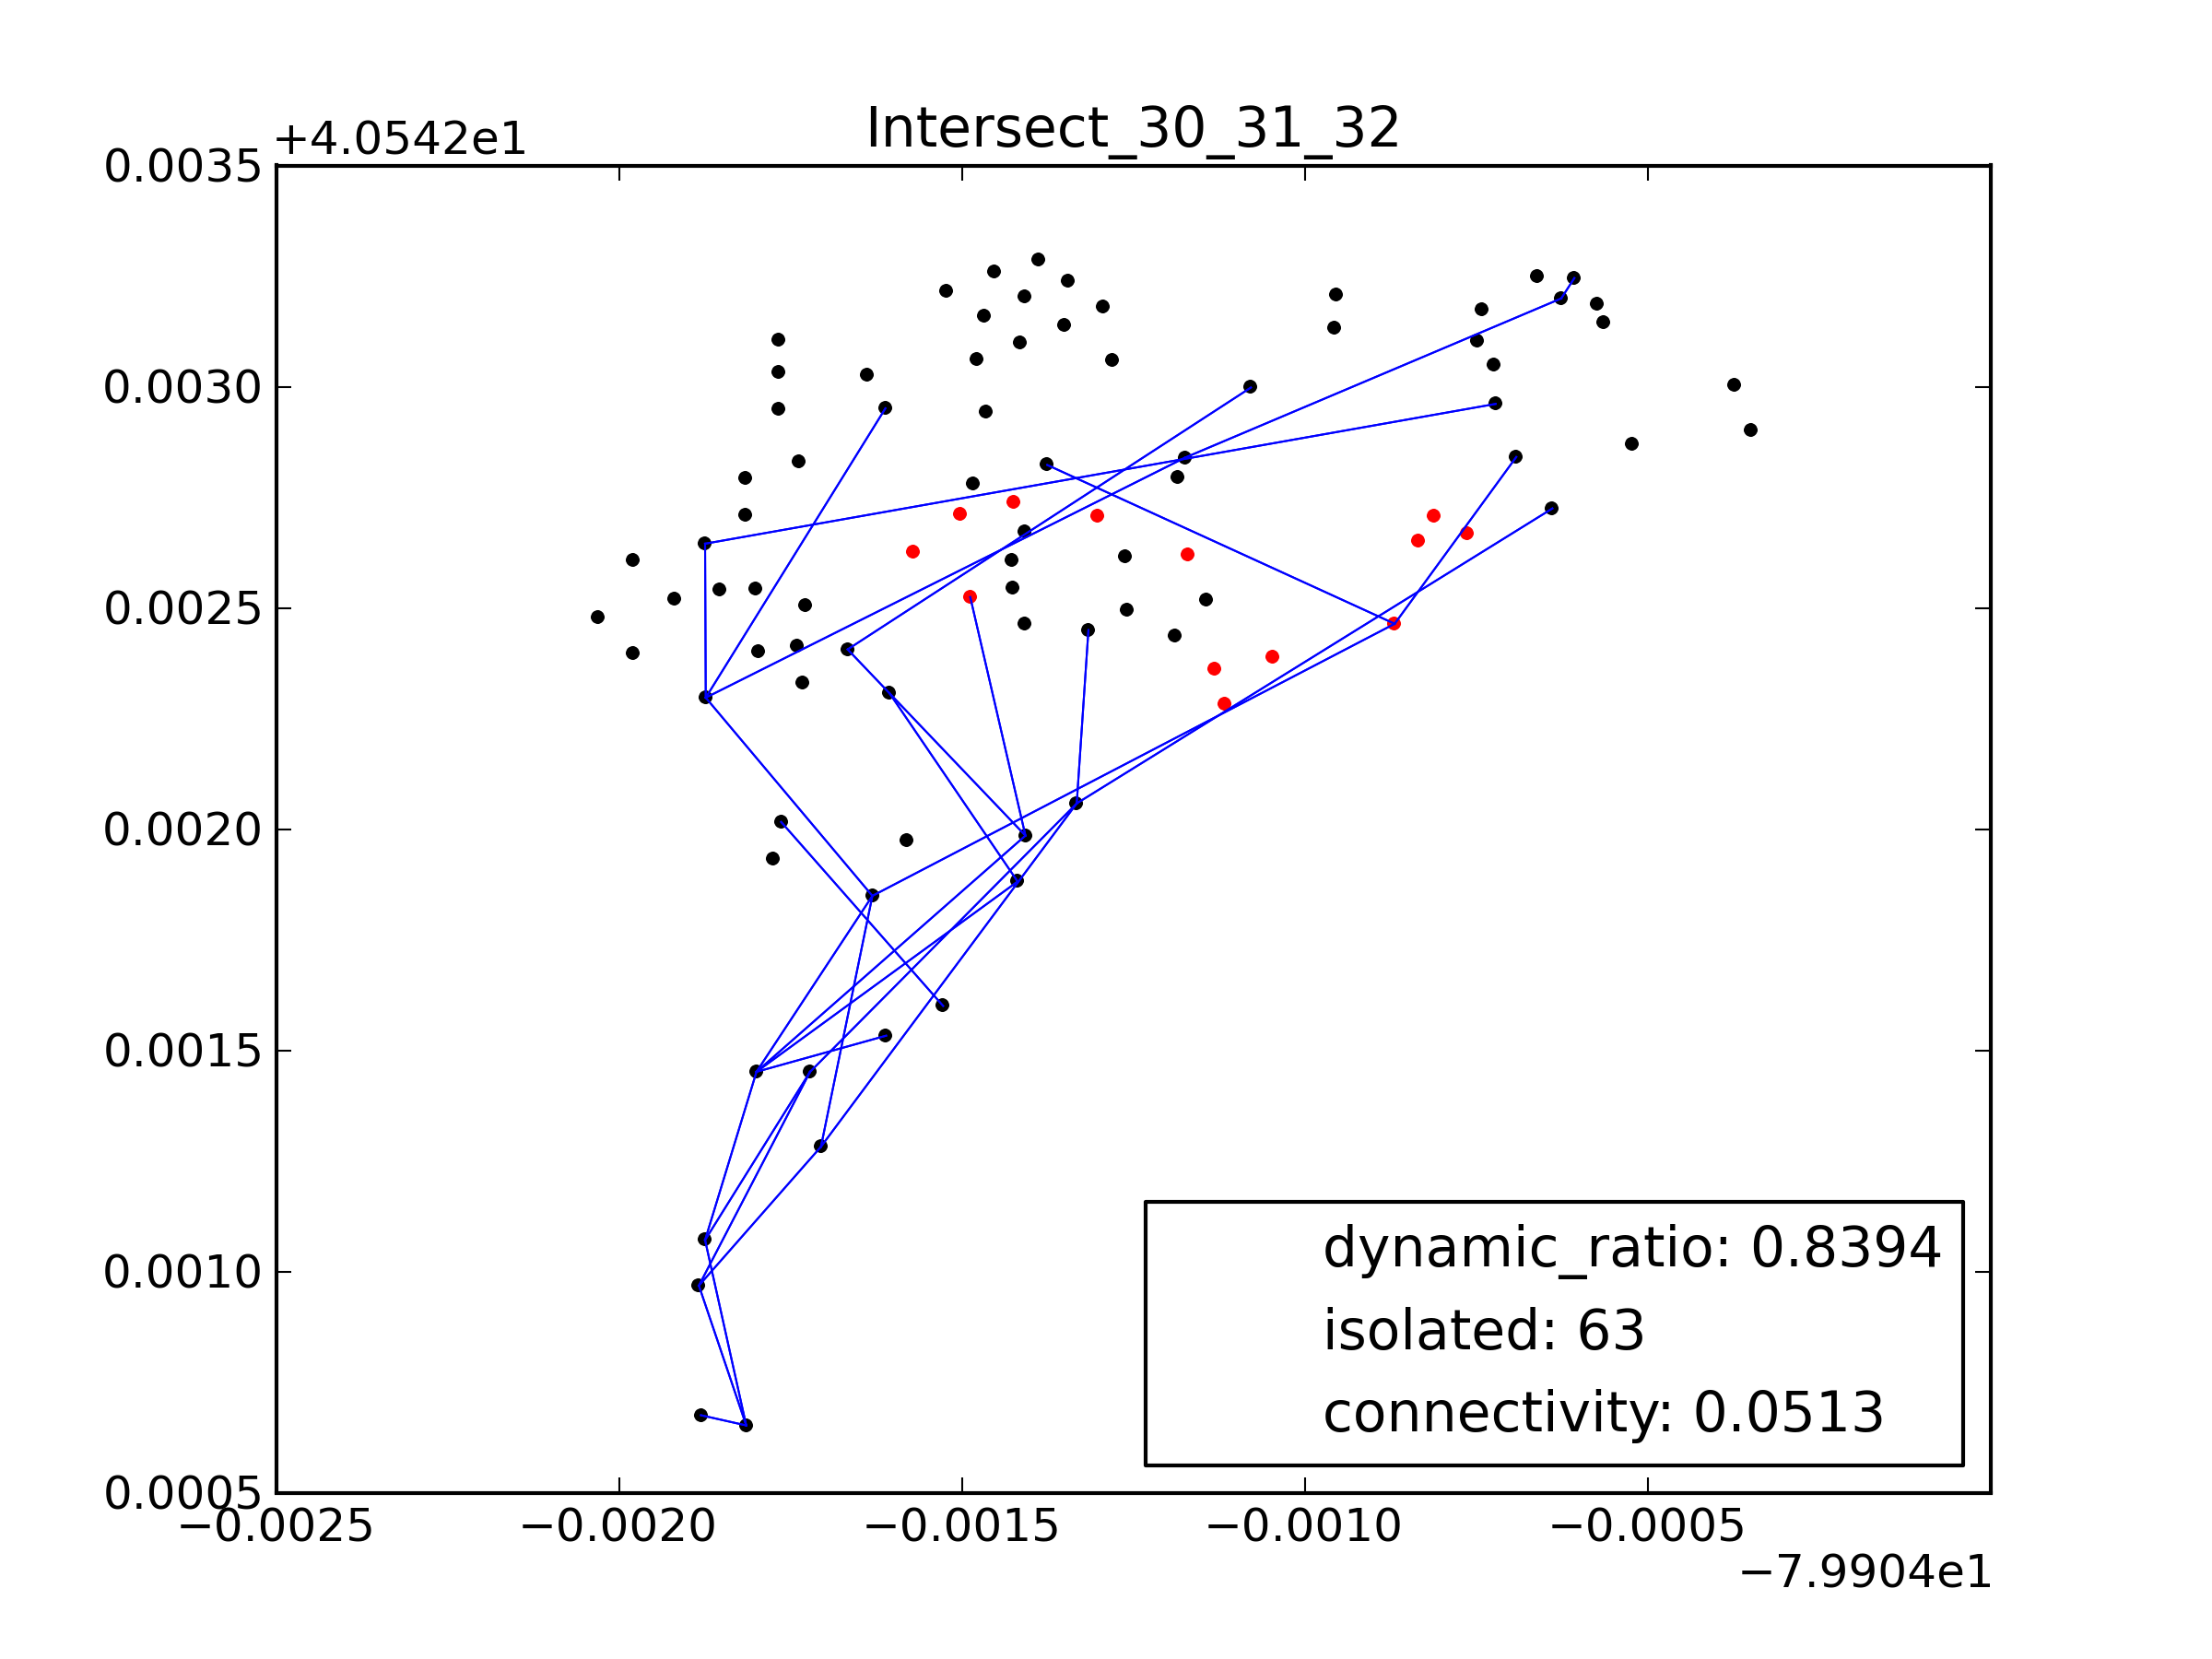 Intersect_30_31_32
+4.0542e1
0.0035
0.0030
0.0025
0.0020
0.0015
0.0010
0.0005
−0.0025 −0.0020 −0.0015 −0.0010 −0.0005
−7.9904e1
dynamic_ratio: 0.8394
isolated: 63
connectivity: 0.0513